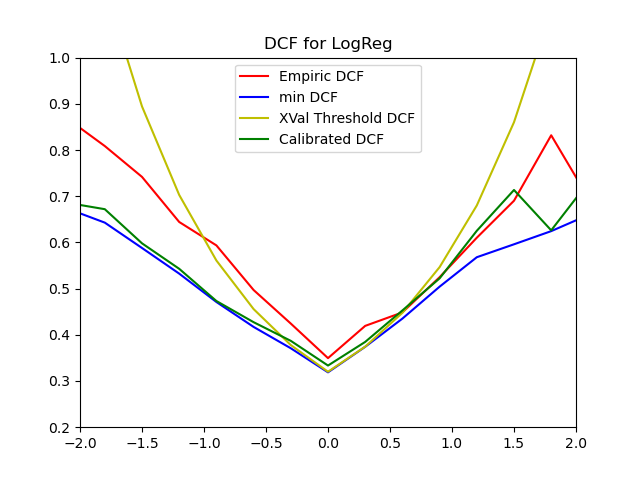 DCF for LogReg
Empiric DCF
min DCF
XVal Threshold DCF
Calibrated DCF
1.0
0.9
0.8
0.7
0.6
0.5
0.4
0.3
0.2
−2.0 −1.5 −1.0 −0.5 0.0 0.5 1.0 1.5 2.0